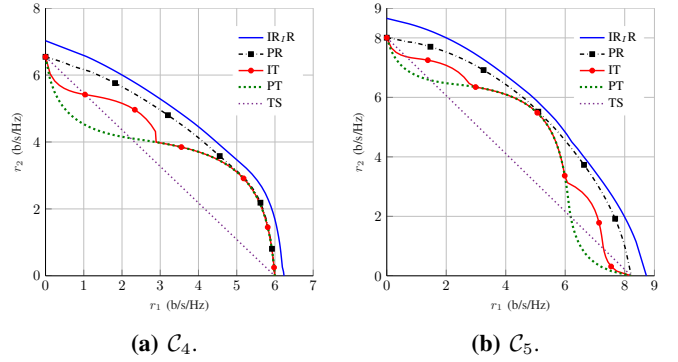 8
6
4
2
0
0 1 2 3 4 5 6 7
r₂ (b/s/Hz)
r₁ (b/s/Hz)
IR_IR
PR
IT
PT
TS
(a) C₄.
9
8
6
4
2
0
0 2 4 6 8 9
r₂ (b/s/Hz)
r₁ (b/s/Hz)
IR_IR
PR
IT
PT
TS
(b) C₅.